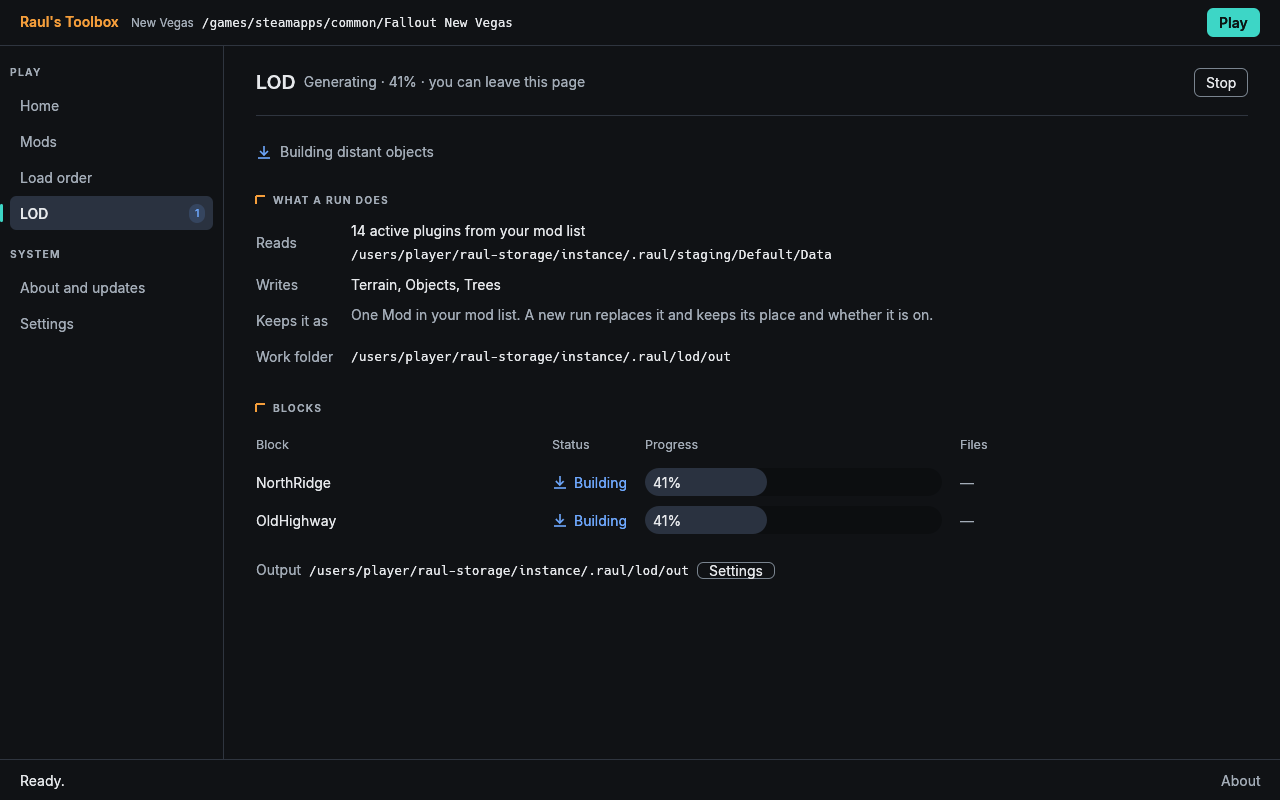 Raul's Toolbox New Vegas /games/steamapps/common/Fallout New Vegas Play
PLAY
Home
Mods
Load order
LOD 1
SYSTEM
About and updates
Settings
LOD Generating · 41% · you can leave this page Stop
Building distant objects
WHAT A RUN DOES
Reads 14 active plugins from your mod list
/users/player/raul-storage/instance/.raul/staging/Default/Data
Writes Terrain, Objects, Trees
Keeps it as One Mod in your mod list. A new run replaces it and keeps its place and whether it is on.
Work folder /users/player/raul-storage/instance/.raul/lod/out
BLOCKS
Block Status Progress Files
NorthRidge Building 41% —
OldHighway Building 41% —
Output /users/player/raul-storage/instance/.raul/lod/out Settings
Ready. About